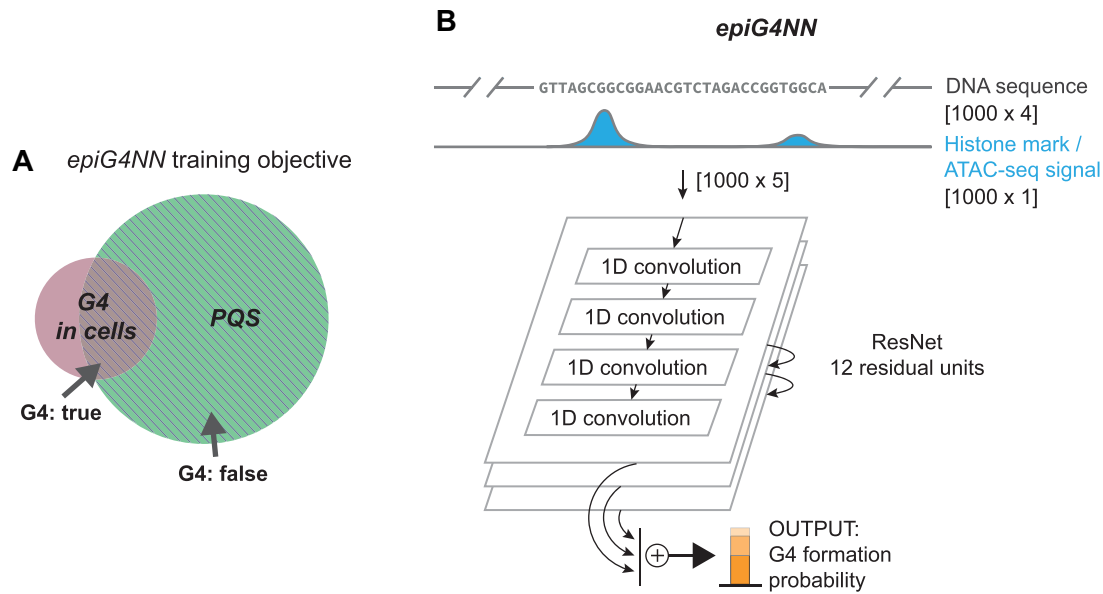 A
epiG4NN training objective
G4
in cells
PQS
G4: true
G4: false
B
epiG4NN
GTTAGCGGCGGAACGTCTAGACCGGTGGCA
DNA sequence
[1000 x 4]
Histone mark /
ATAC-seq signal
[1000 x 1]
[1000 x 5]
1D convolution
1D convolution
1D convolution
1D convolution
ResNet
12 residual units
+
OUTPUT:
G4 formation
probability